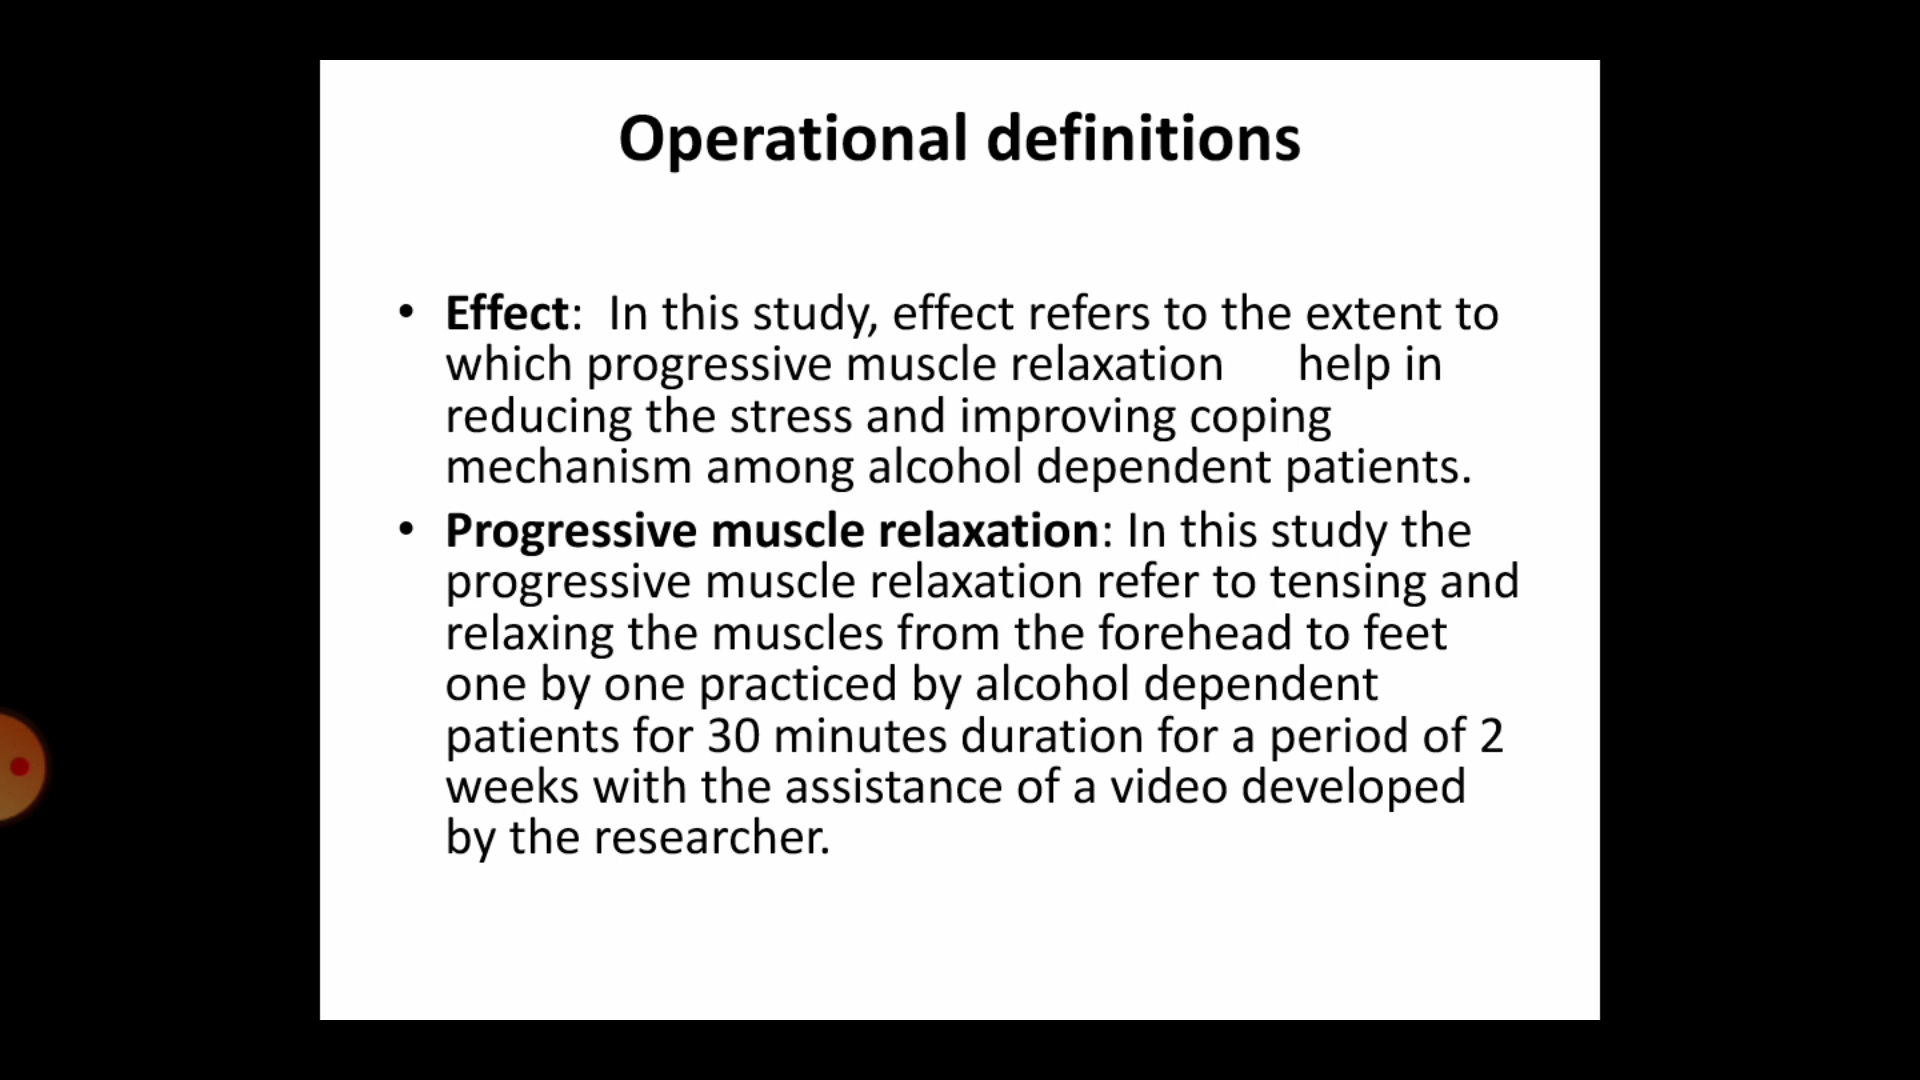 Operational definitions
• Effect:  In this study, effect refers to the extent to
which progressive muscle relaxation      help in
reducing the stress and improving coping
mechanism among alcohol dependent patients.
• Progressive muscle relaxation: In this study the
progressive muscle relaxation refer to tensing and
relaxing the muscles from the forehead to feet
one by one practiced by alcohol dependent
patients for 30 minutes duration for a period of 2
weeks with the assistance of a video developed
by the researcher.